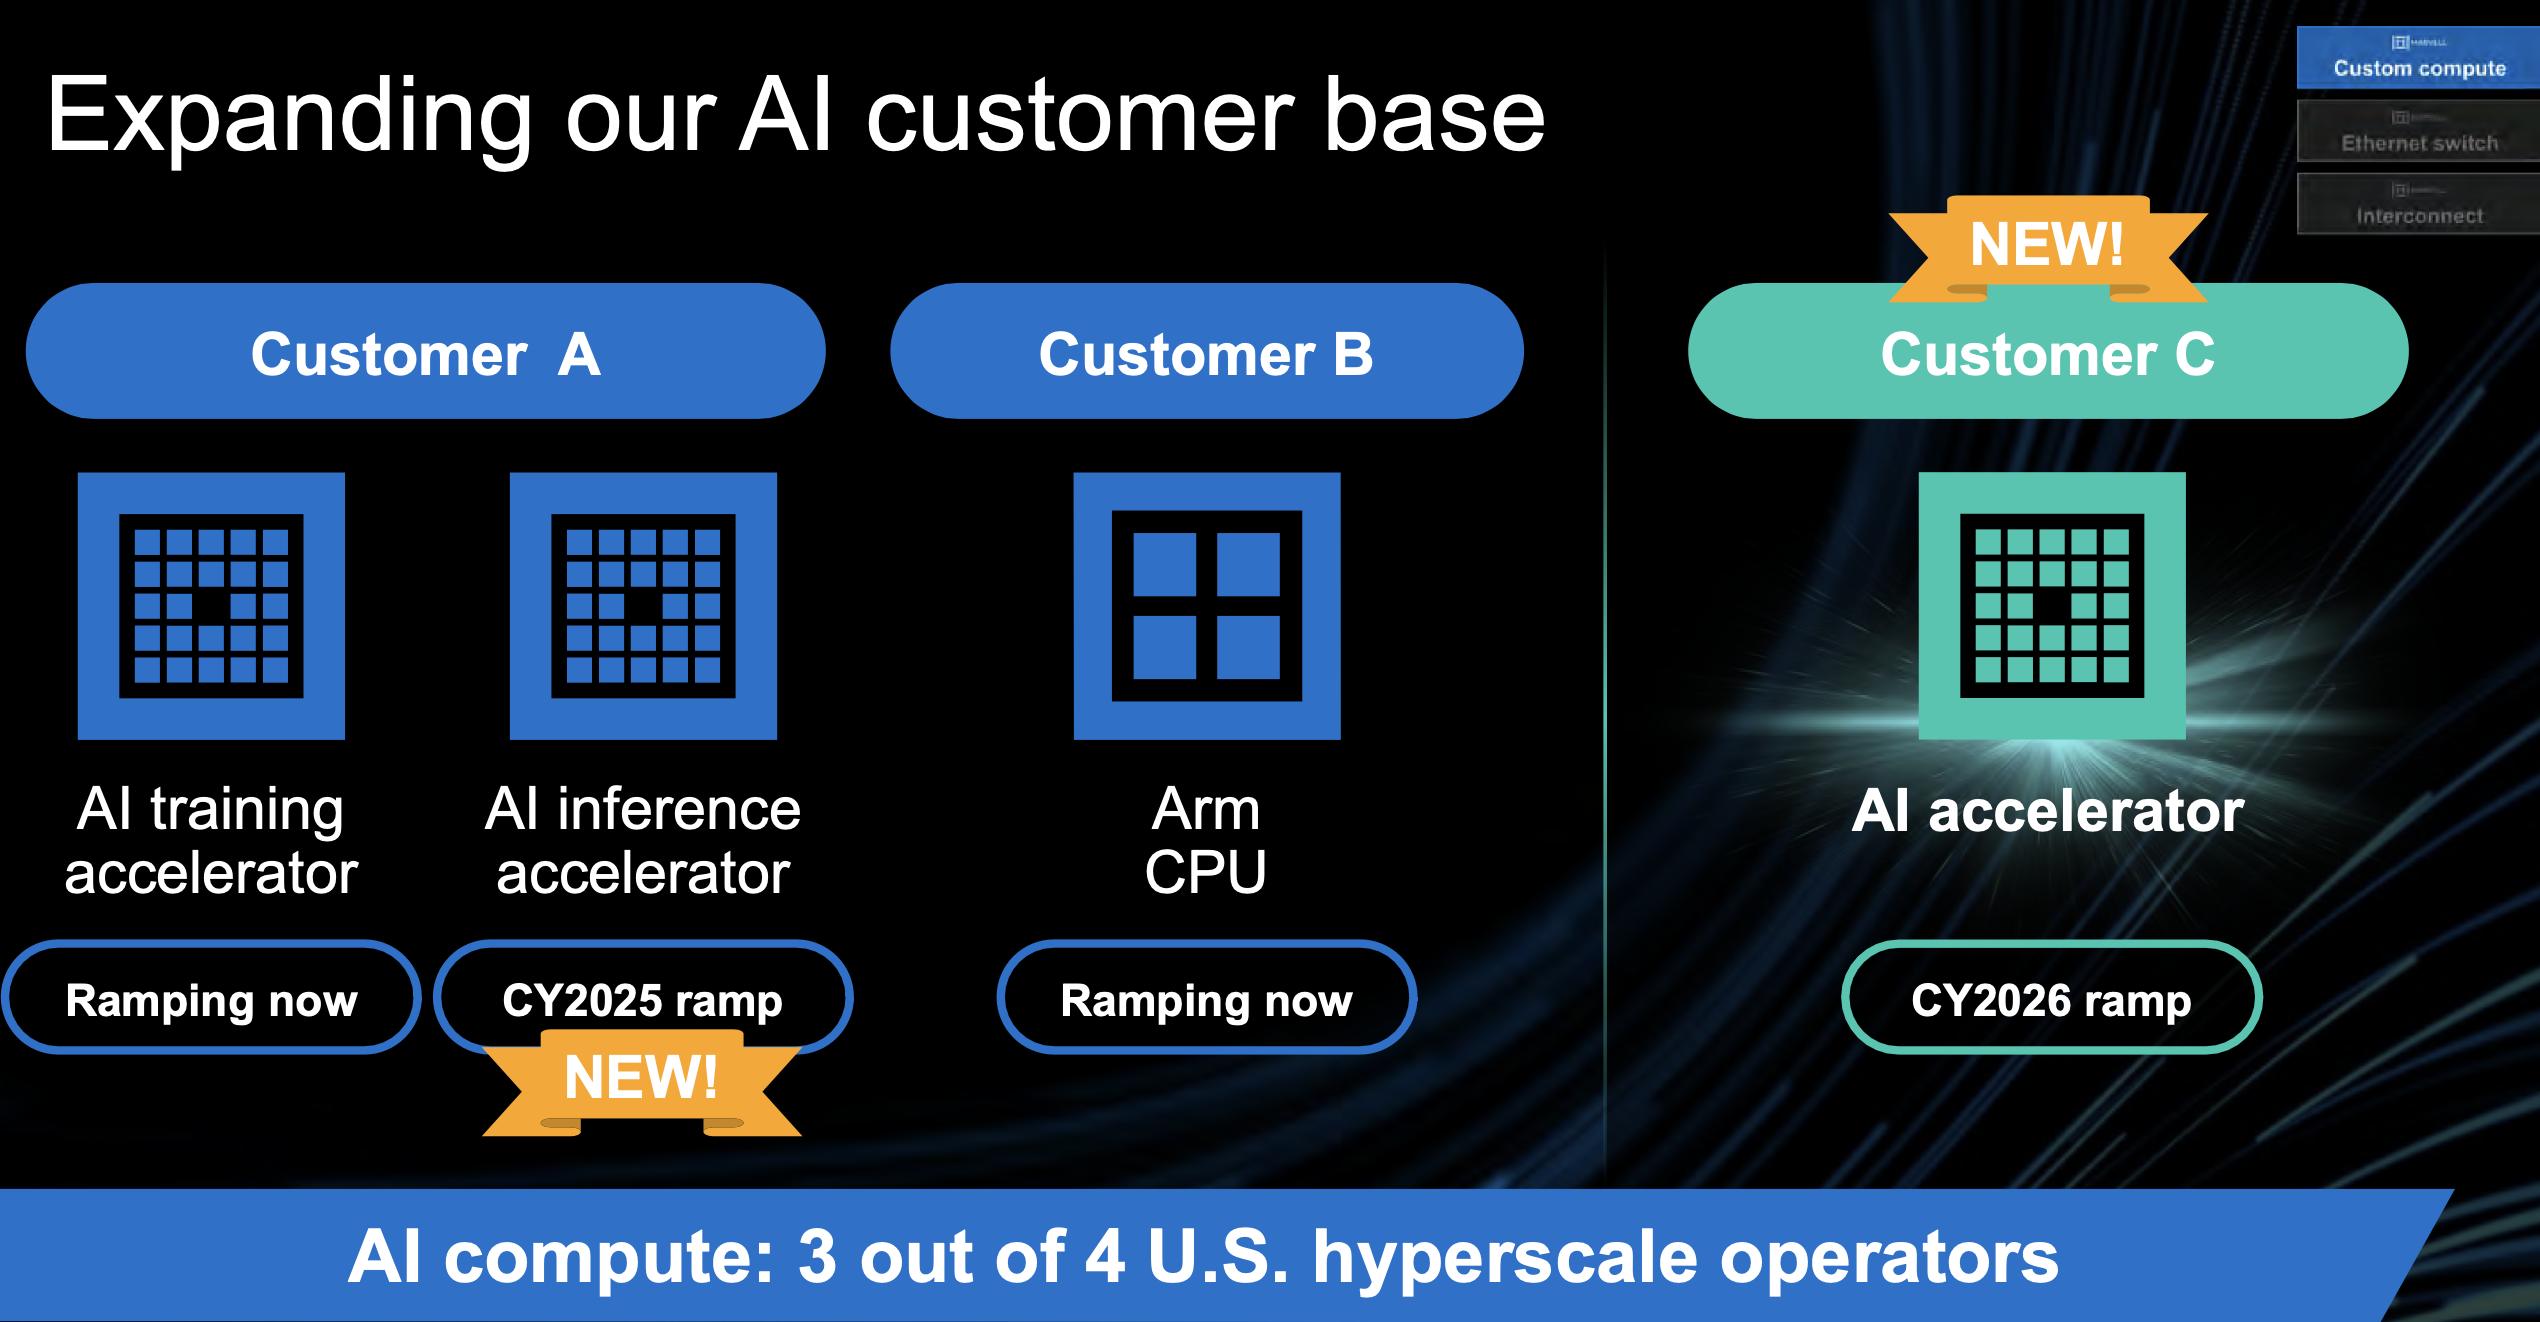 Expanding our AI customer base
MARVELL
Custom compute
Ethernet switch
Interconnect
Customer A
Customer B
NEW!
Customer C
AI training
accelerator
AI inference
accelerator
Arm
CPU
AI accelerator
Ramping now
CY2025 ramp
NEW!
Ramping now
CY2026 ramp
AI compute: 3 out of 4 U.S. hyperscale operators